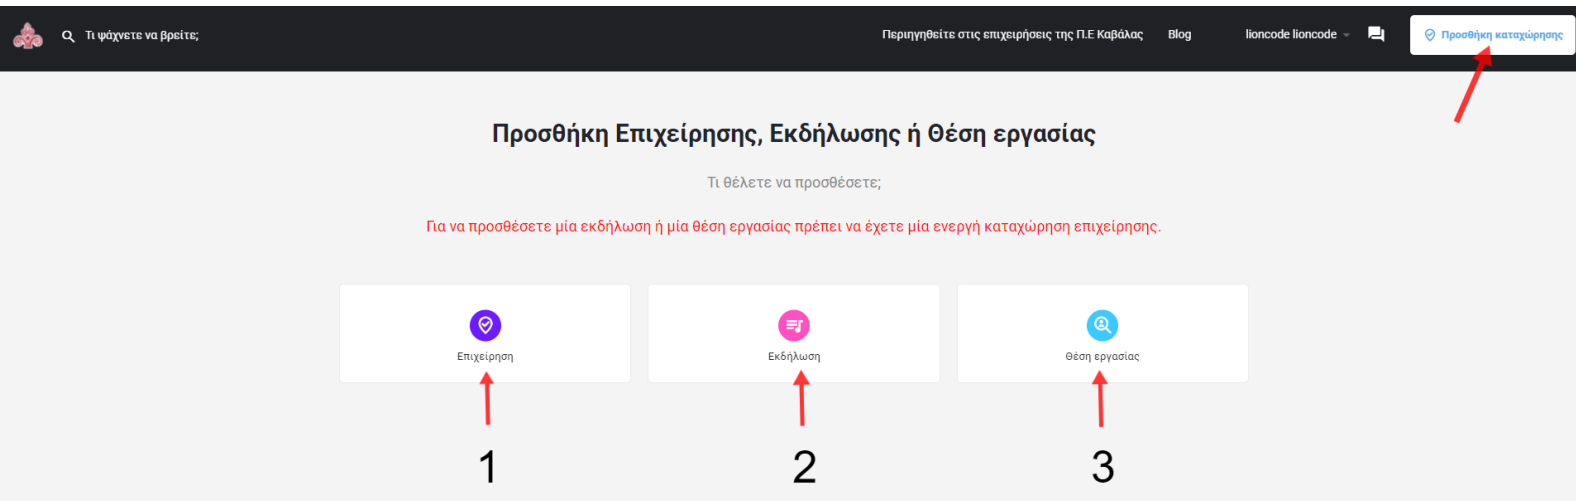 Τι ψάχνετε να βρείτε;
Περιηγηθείτε στις επιχειρήσεις της Π.Ε Καβάλας
Blog
lioncode lioncode
Προσθήκη καταχώρησης
Προσθήκη Επιχείρησης, Εκδήλωσης ή Θέση εργασίας
Τι θέλετε να προσθέσετε;
Για να προσθέσετε μία εκδήλωση ή μία θέση εργασίας πρέπει να έχετε μία ενεργή καταχώρηση επιχείρησης.
Επιχείρηση
Εκδήλωση
Θέση εργασίας
1
2
3